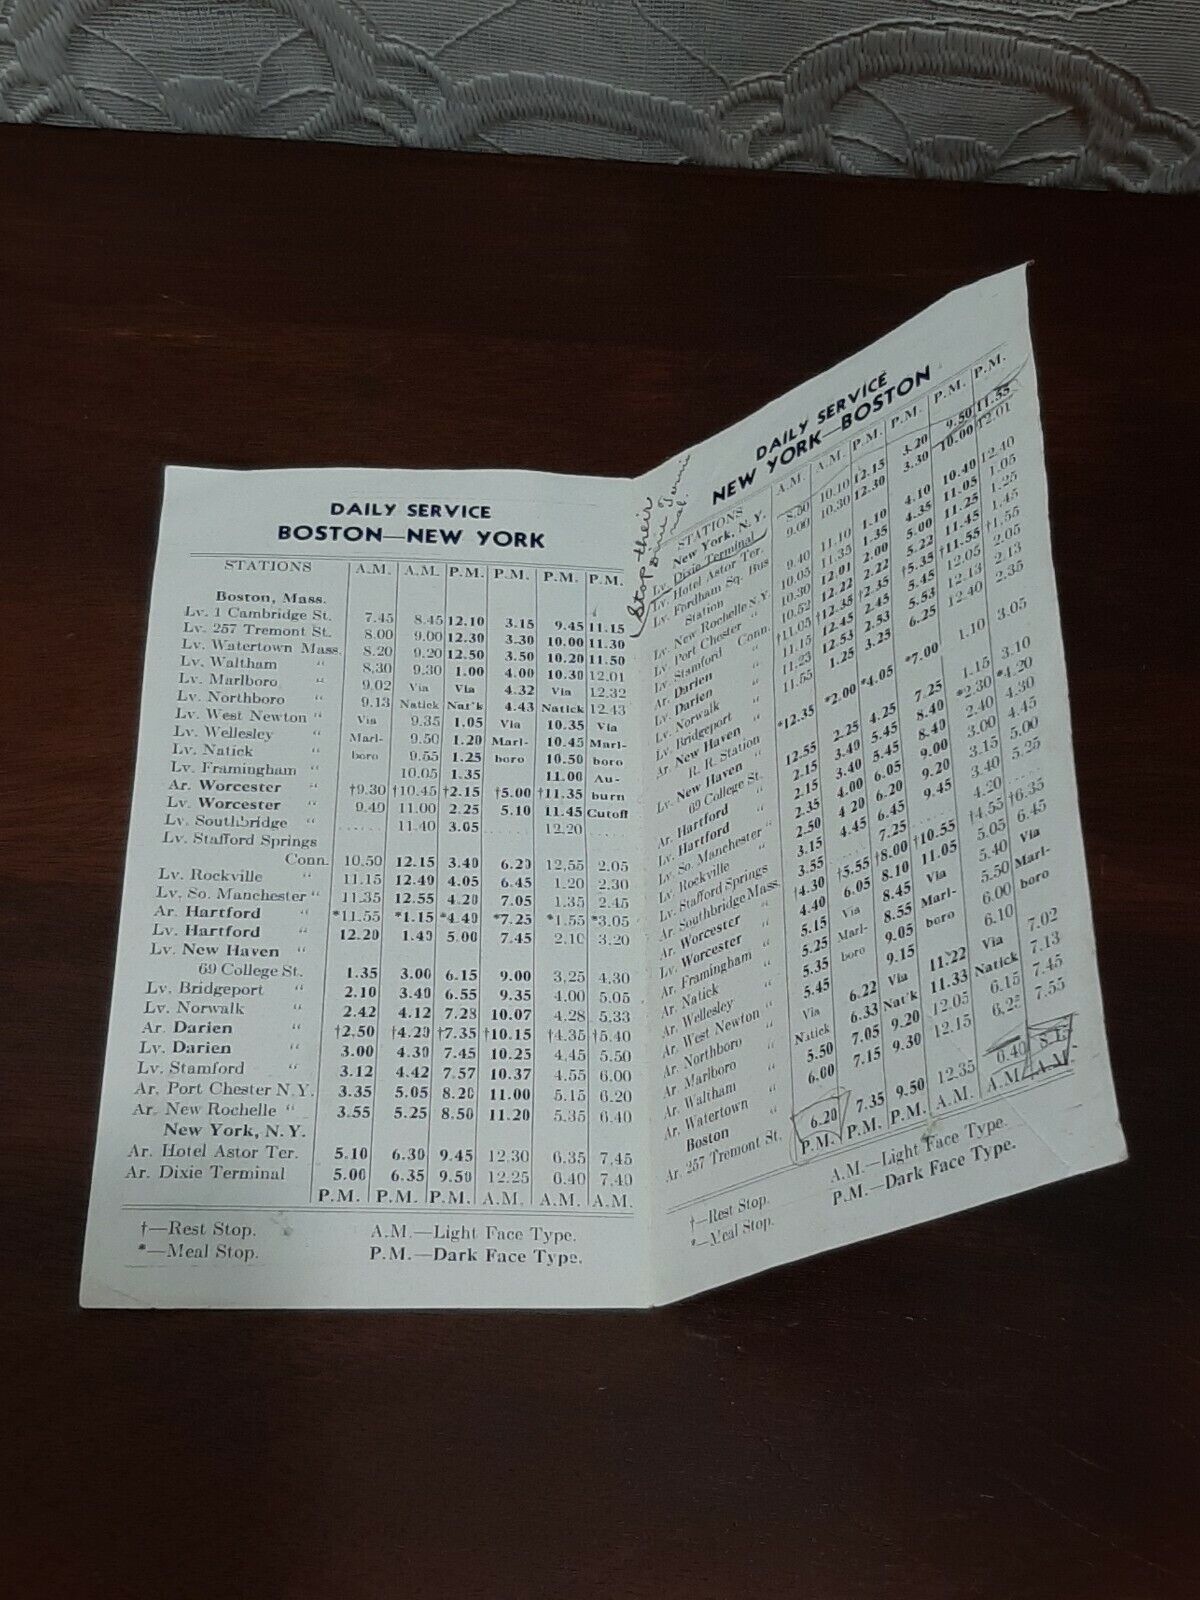 DAILY SERVICE
BOSTON—NEW YORK
STATIONS A.M. A.M. P.M. P.M. P.M. P.M.
Boston, Mass.
Lv. 1 Cambridge St. 7.45 8.45 12.10 3.15 9.45 11.15
Lv. 257 Tremont St. 8.00 9.00 12.30 3.30 10.00 11.30
Lv. Watertown Mass. 8.20 9.20 12.50 3.50 10.20 11.50
Lv. Waltham " 8.30 9.30 1.00 4.00 10.30 12.01
Lv. Marlboro " 9.02 Via Via 4.32 Via 12.32
Lv. Northboro " 9.13 Natick Nat'k 4.43 Natick 12.43
Lv. West Newton " Via 9.35 1.05 Via 10.35 Via
Lv. Wellesley " Marl- 9.50 1.20 Marl- 10.45 Marl-
Lv. Natick " boro 9.55 1.25 boro 10.50 boro
Lv. Framingham " 10.05 1.35 11.00 Au-
Ar. Worcester " †9.30 †10.45 †2.15 †5.00 †11.35 burn
Lv. Worcester " 9.40 11.00 2.25 5.10 11.45 Cutoff
Lv. Southbridge " ...... 11.40 3.05 ...... 12.20 ......
Lv. Stafford Springs
Conn. 10.50 12.15 3.40 6.20 12.55 2.05
Lv. Rockville " 11.15 12.40 4.05 6.45 1.20 2.30
Lv. So. Manchester " 11.35 12.55 4.20 7.05 1.35 2.45
Ar. Hartford " *11.55 *1.15 *4.40 *7.25 *1.55 *3.05
Lv. Hartford " 12.20 1.40 5.00 7.45 2.10 3.20
Lv. New Haven "
69 College St. 1.35 3.00 6.15 9.00 3.25 4.30
Lv. Bridgeport " 2.10 3.40 6.55 9.35 4.00 5.05
Lv. Norwalk " 2.42 4.12 7.28 10.07 4.28 5.33
Ar. Darien " †2.50 †4.20 †7.35 †10.15 †4.35 †5.40
Lv. Darien " 3.00 4.30 7.45 10.25 4.45 5.50
Lv. Stamford " 3.12 4.42 7.57 10.37 4.55 6.00
Ar. Port Chester N.Y. 3.35 5.05 8.20 11.00 5.15 6.20
Ar. New Rochelle " 3.55 5.25 8.50 11.20 5.35 6.40
New York, N.Y.
Ar. Hotel Astor Ter. 5.10 6.30 9.45 12.30 6.35 7.45
Ar. Dixie Terminal 5.00 6.35 9.50 12.25 6.40 7.40
P.M. P.M. P.M. A.M. A.M. A.M.
†—Rest Stop. A.M.—Light Face Type.
*—Meal Stop. P.M.—Dark Face Type.
Stop their
DAILY SERVICE
NEW YORK—BOSTON
STATIONS A.M. A.M. P.M. P.M. P.M. P.M.
New York, N.Y.
Lv. Dixie Terminal 8.50 10.10 12.15 3.20 9.50 11.55
Lv. Hotel Astor Ter. 9.00 10.30 12.30 3.30 10.00 12.01
Lv. Fordham Sq. Bus
Station 9.40 11.10 1.10 4.10 10.40 12.40
Lv. New Rochelle N.Y. 10.05 11.35 1.35 4.35 11.05 1.05
Lv. Port Chester " 10.30 12.01 2.00 5.00 11.25 1.25
Lv. Stamford Conn. 10.52 12.22 2.22 5.22 11.45 1.45
Ar. Darien " †11.05 †12.35 †2.35 †5.35 †11.55 †1.55
Lv. Darien " 11.15 12.45 2.45 5.45 12.05 2.05
Lv. Norwalk " 11.23 12.53 2.53 5.53 12.13 2.13
Lv. Bridgeport " 11.55 1.25 3.25 6.25 12.40 2.35
Ar. New Haven "
R. R. Station *12.35 *2.00 *4.05 *7.00 1.10 3.05
Lv. New Haven "
69 College St. 12.55 2.25 4.25 7.25 1.15 3.10
Ar. Hartford " 2.15 3.40 5.45 8.40 *2.30 *4.20
Lv. Hartford " 2.15 3.40 5.45 8.40 2.40 4.30
Lv. So. Manchester " 2.35 4.00 6.05 9.00 3.00 4.45
Lv. Rockville " 2.50 4.20 6.20 9.20 3.15 5.00
Lv. Stafford Springs 3.15 4.45 6.45 9.45 3.40 5.25
Ar. Southbridge Mass. 3.55 ...... 7.25 ...... 4.20 ......
Ar. Worcester " †4.30 †5.55 †8.00 †10.55 †4.55 †6.35
Lv. Worcester " 4.40 6.05 8.10 11.05 5.05 6.45
Ar. Framingham " 5.15 Via 8.45 Via 5.40 Via
Ar. Natick " 5.25 Marl- 8.55 Marl- 5.50 Marl-
Ar. Wellesley " 5.35 boro 9.05 boro 6.00 boro
Ar. West Newton " 5.45 9.15 6.10
Ar. Northboro " Via 6.22 Via 11.22 Via 7.02
Ar. Marlboro " Natick 6.33 Nat'k 11.33 Natick 7.13
Ar. Waltham " 5.50 7.05 9.20 12.05 6.15 7.45
Ar. Watertown " 6.00 7.15 9.30 12.15 6.25 7.55
Boston
Ar. 257 Tremont St. 6.20 7.35 9.50 12.35 6.40 8.15
P.M. P.M. P.M. A.M. A.M. A.M.
†—Rest Stop. A.M.—Light Face Type.
*—Meal Stop. P.M.—Dark Face Type.